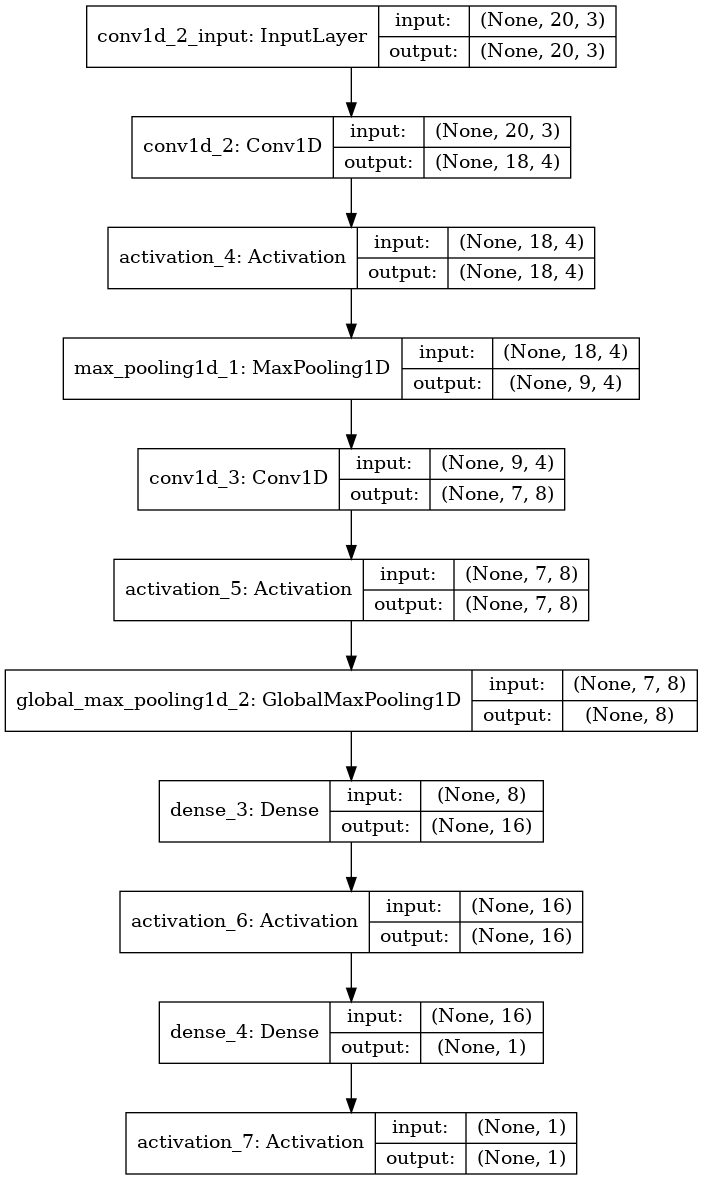 conv1d_2_input: InputLayer
input: (None, 20, 3)
output: (None, 20, 3)
conv1d_2: Conv1D
input: (None, 20, 3)
output: (None, 18, 4)
activation_4: Activation
input: (None, 18, 4)
output: (None, 18, 4)
max_pooling1d_1: MaxPooling1D
input: (None, 18, 4)
output: (None, 9, 4)
conv1d_3: Conv1D
input: (None, 9, 4)
output: (None, 7, 8)
activation_5: Activation
input: (None, 7, 8)
output: (None, 7, 8)
global_max_pooling1d_2: GlobalMaxPooling1D
input: (None, 7, 8)
output: (None, 8)
dense_3: Dense
input: (None, 8)
output: (None, 16)
activation_6: Activation
input: (None, 16)
output: (None, 16)
dense_4: Dense
input: (None, 16)
output: (None, 1)
activation_7: Activation
input: (None, 1)
output: (None, 1)